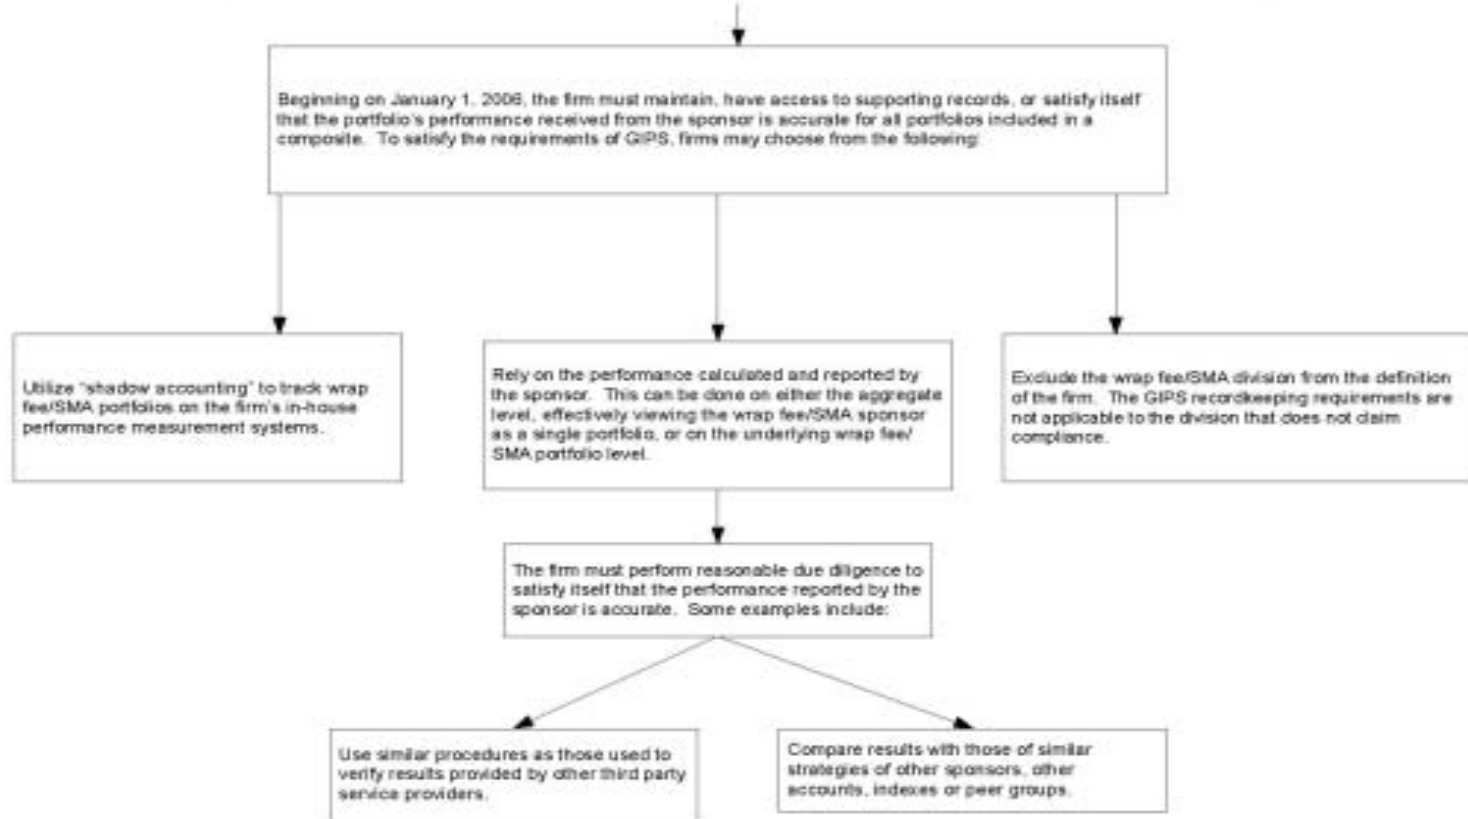 Beginning on January 1, 2006, the firm must maintain, have access to supporting records, or satisfy itself
that the portfolio's performance received from the sponsor is accurate for all portfolios included in a
composite. To satisfy the requirements of GIPS, firms may choose from the following:
Utilize "shadow accounting" to track wrap
fee/SMA portfolios on the firm's in-house
performance measurement systems.
Rely on the performance calculated and reported by
the sponsor. This can be done on either the aggregate
level, effectively viewing the wrap fee/SMA sponsor
as a single portfolio, or on the underlying wrap fee/
SMA portfolio level.
Exclude the wrap fee/SMA division from the definition
of the firm. The GIPS recordkeeping requirements are
not applicable to the division that does not claim
compliance.
The firm must perform reasonable due diligence to
satisfy itself that the performance reported by the
sponsor is accurate. Some examples include:
Use similar procedures as those used to
verify results provided by other third party
service providers.
Compare results with those of similar
strategies of other sponsors, other
accounts, indexes or peer groups.